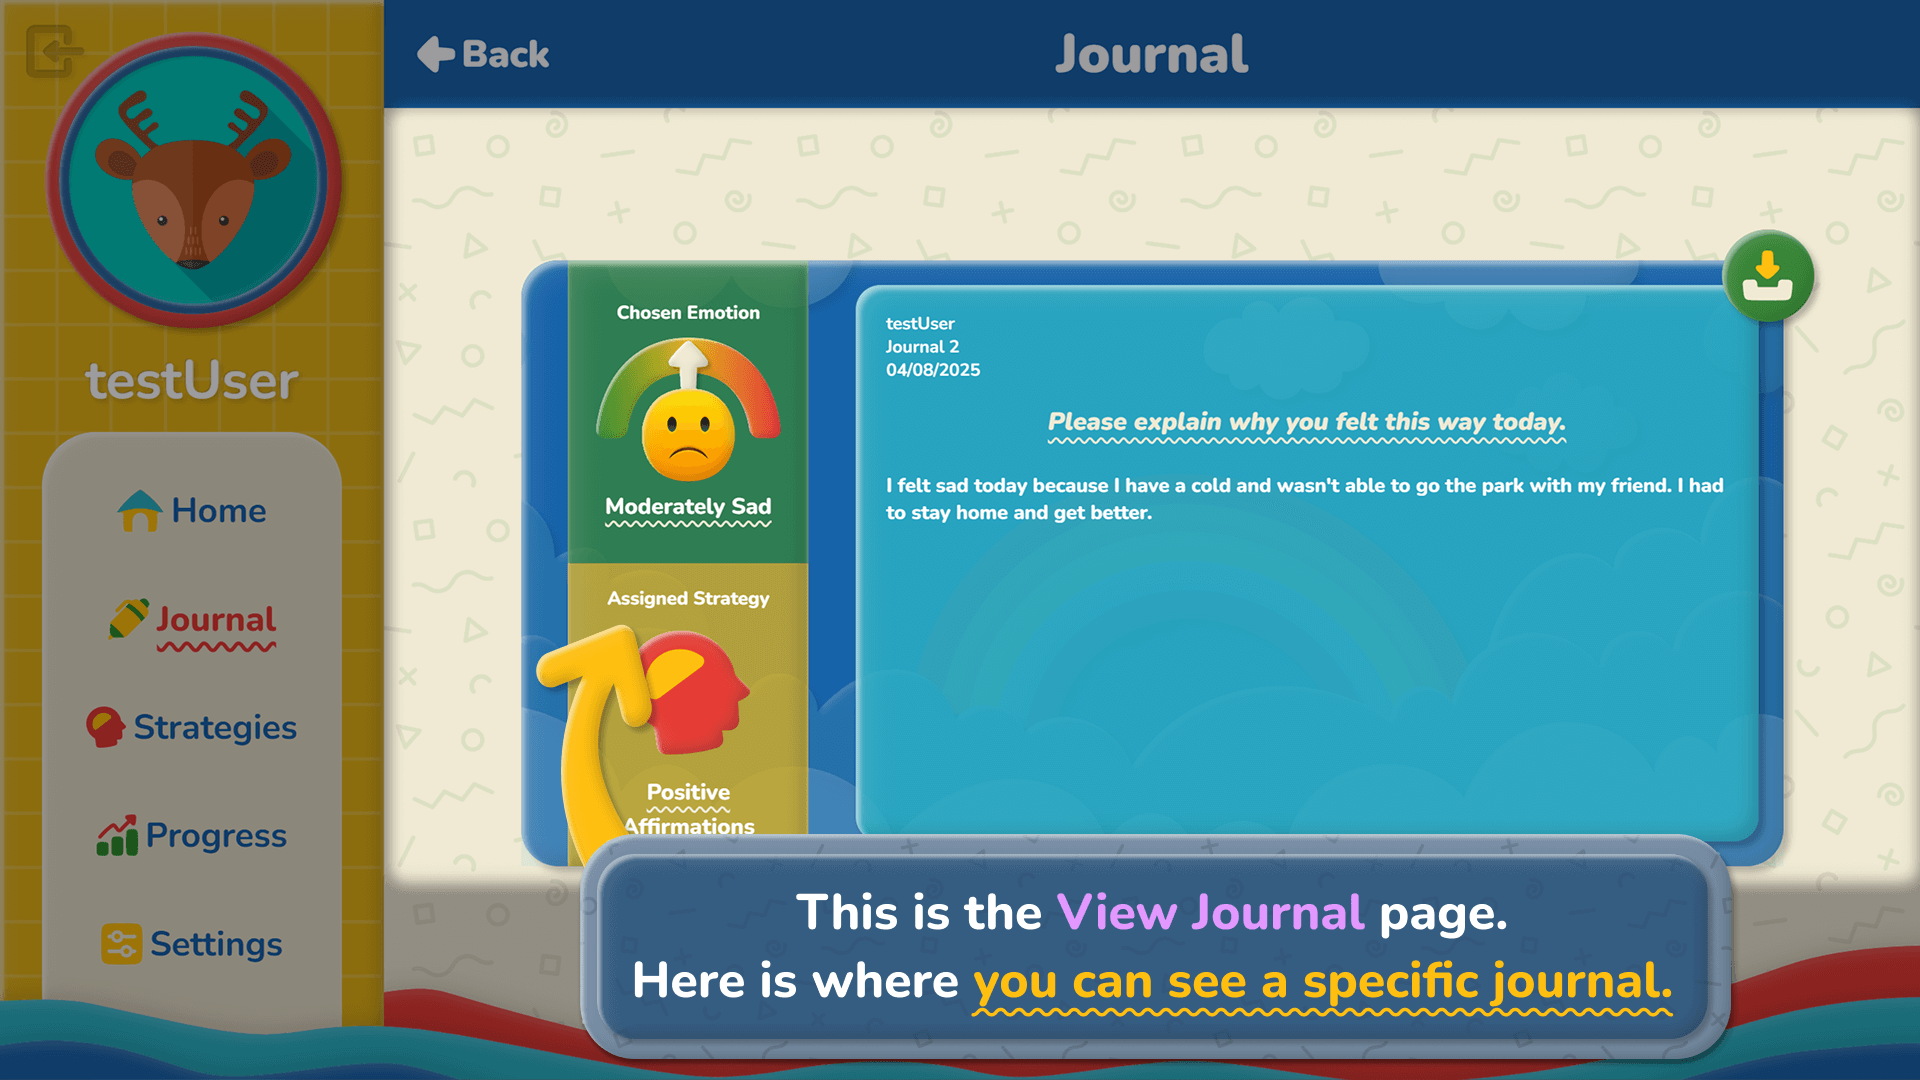 testUser
Home
Journal
Strategies
Progress
Settings
Back
Journal
Chosen Emotion
Moderately Sad
Assigned Strategy
Positive
Affirmations
testUser
Journal 2
04/08/2025
Please explain why you felt this way today.
I felt sad today because I have a cold and wasn't able to go the park with my friend. I had
to stay home and get better.
This is the View Journal page.
Here is where you can see a specific journal.